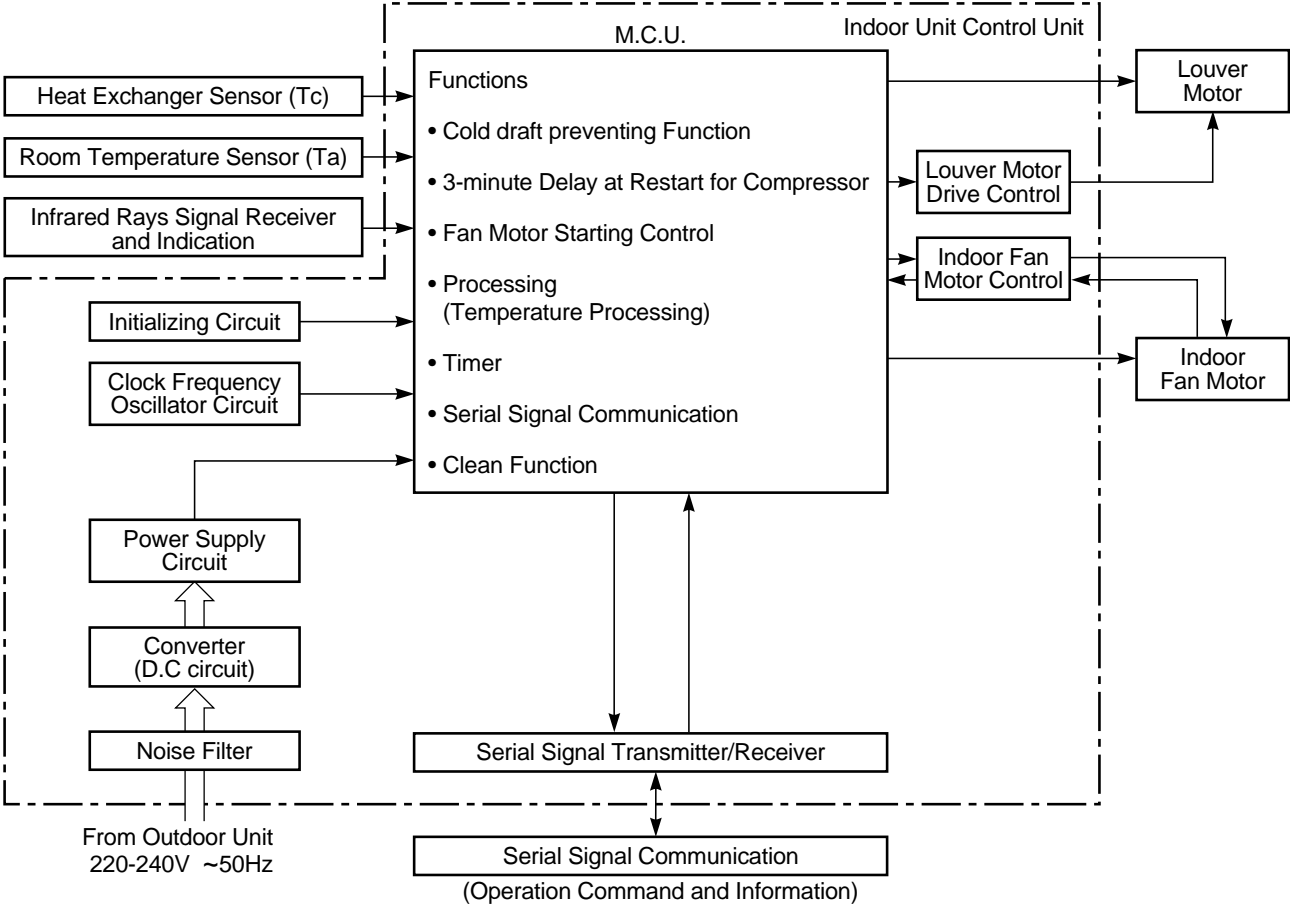 Indoor Unit Control Unit
M.C.U.
Heat Exchanger Sensor (Tc)
Room Temperature Sensor (Ta)
Infrared Rays Signal Receiver
and Indication
Initializing Circuit
Clock Frequency
Oscillator Circuit
Power Supply
Circuit
Converter
(D.C circuit)
Noise Filter
From Outdoor Unit
220-240V ~50Hz
Functions
• Cold draft preventing Function
• 3-minute Delay at Restart for Compressor
• Fan Motor Starting Control
• Processing
(Temperature Processing)
• Timer
• Serial Signal Communication
• Clean Function
Louver
Motor
Louver Motor
Drive Control
Indoor Fan
Motor Control
Indoor
Fan Motor
Serial Signal Transmitter/Receiver
Serial Signal Communication
(Operation Command and Information)